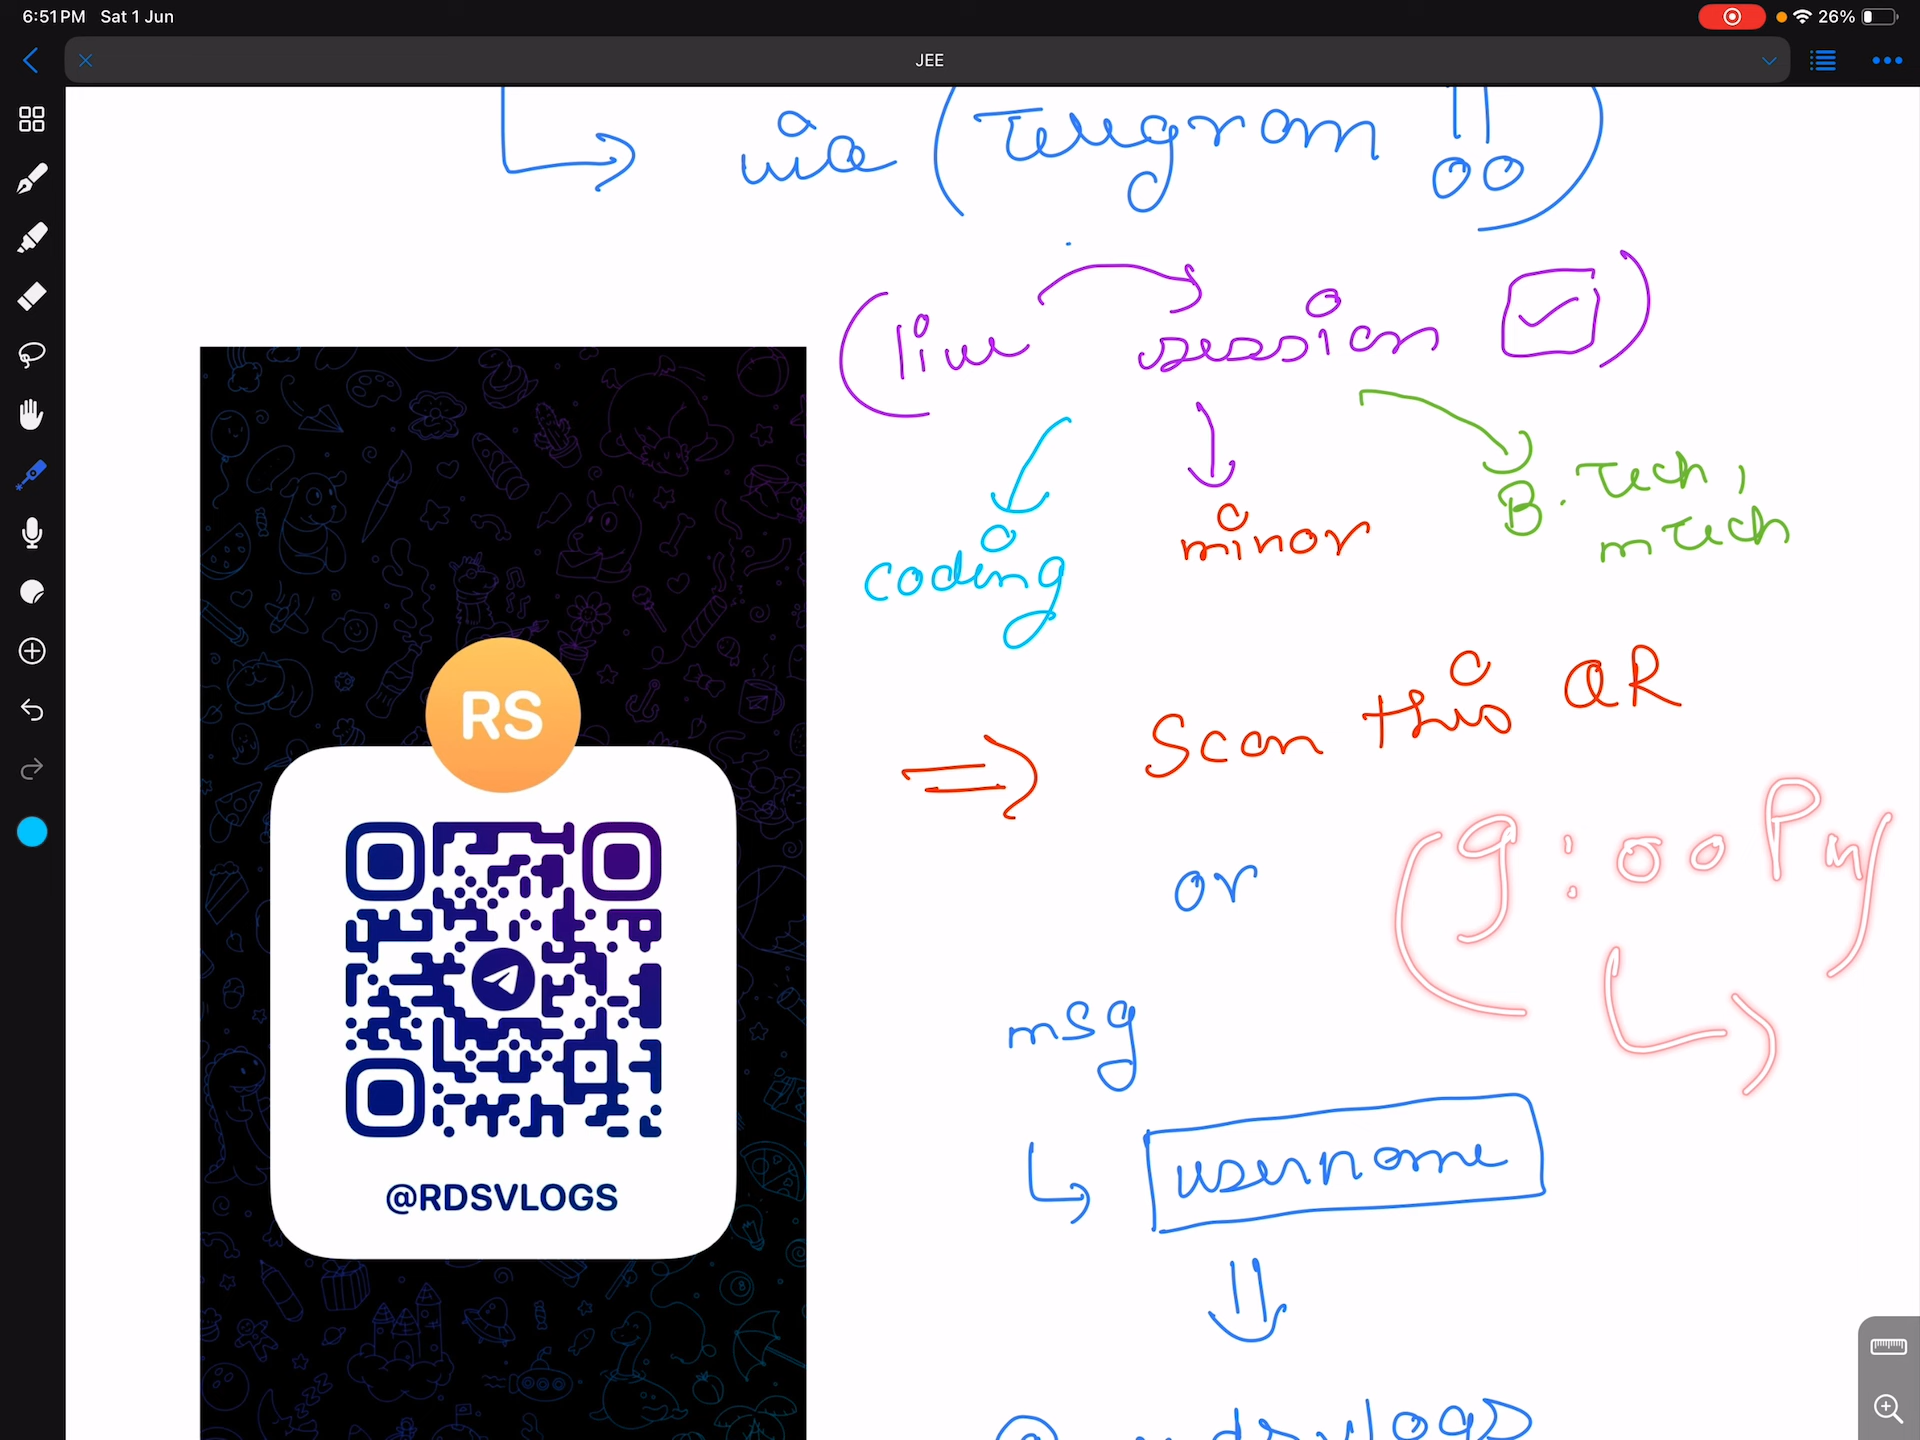 6:51 PM Sat 1 Jun
26%
JEE
via (Telegram !!)
(live session ✓)
coding
minor
B.Tech,
mTech
RS
⇒ Scan this QR
or
(9:00 Pm)
msg
username
@RDSVLOGS
@rdsvlogs